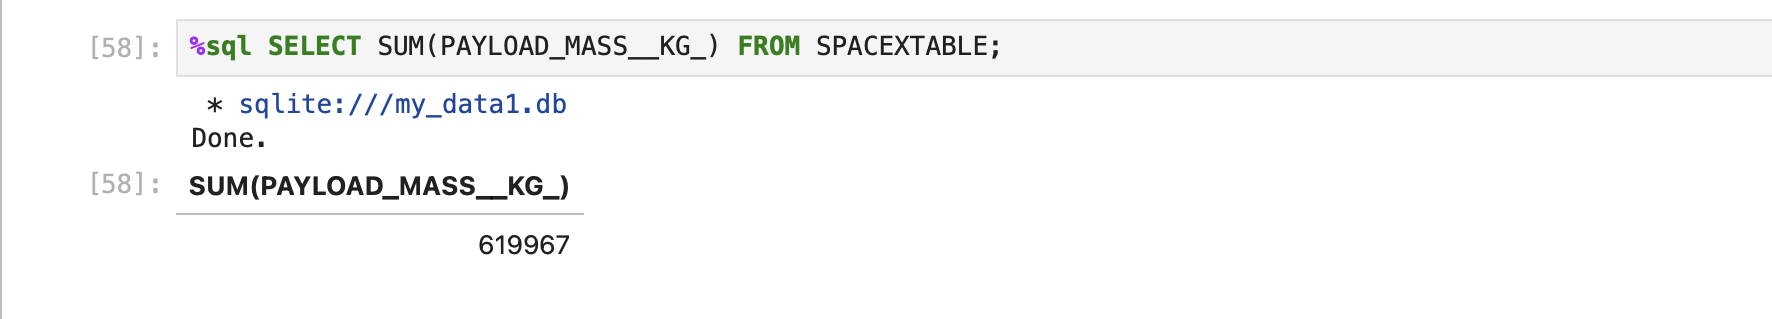 [58]: %sql SELECT SUM(PAYLOAD_MASS__KG_) FROM SPACEXTABLE;
* sqlite:///my_data1.db
Done.
[58]: SUM(PAYLOAD_MASS__KG_)
619967